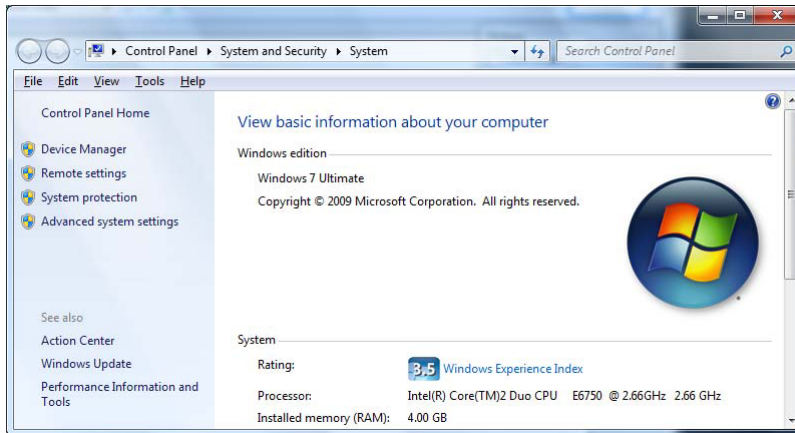 Control Panel ▸ System and Security ▸ System
Search Control Panel
File Edit View Tools Help
Control Panel Home
Device Manager
Remote settings
System protection
Advanced system settings
See also
Action Center
Windows Update
Performance Information and
Tools
View basic information about your computer
Windows edition
Windows 7 Ultimate
Copyright © 2009 Microsoft Corporation. All rights reserved.
System
Rating:
3,5 Windows Experience Index
Processor:
Intel(R) Core(TM)2 Duo CPU E6750 @ 2.66GHz 2.66 GHz
Installed memory (RAM):
4.00 GB